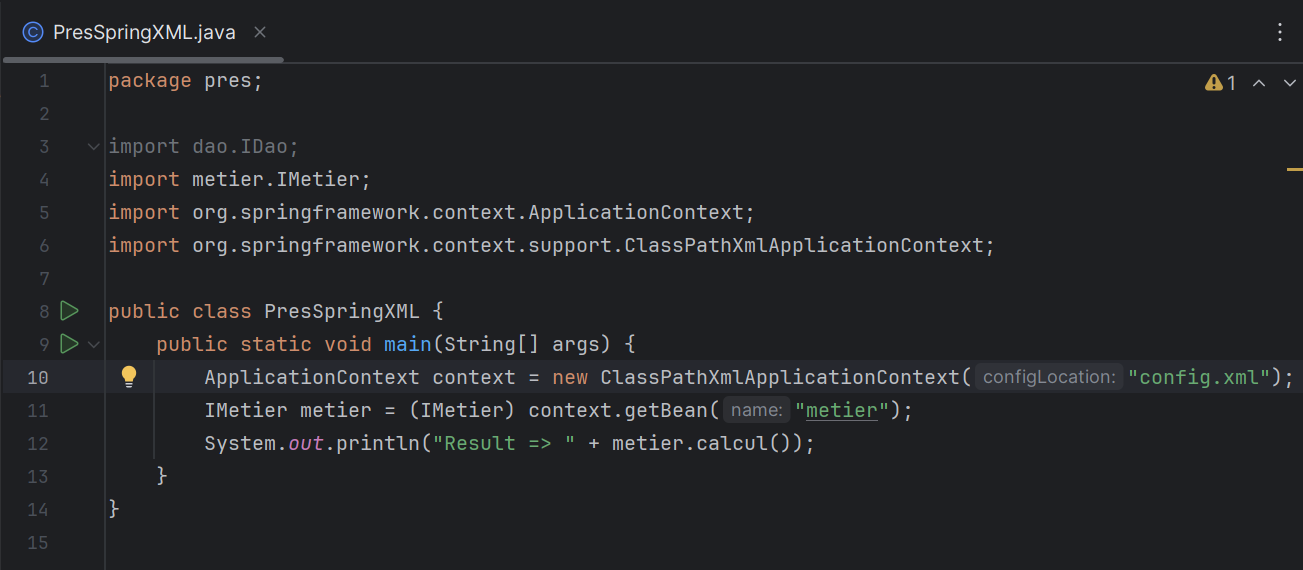 PresSpringXML.java
1 package pres; 1
2
3 import dao.IDao;
4 import metier.IMetier;
5 import org.springframework.context.ApplicationContext;
6 import org.springframework.context.support.ClassPathXmlApplicationContext;
7
8 public class PresSpringXML {
9 public static void main(String[] args) {
10 ApplicationContext context = new ClassPathXmlApplicationContext( configLocation: "config.xml");
11 IMetier metier = (IMetier) context.getBean( name: "metier");
12 System.out.println("Result => " + metier.calcul());
13 }
14 }
15